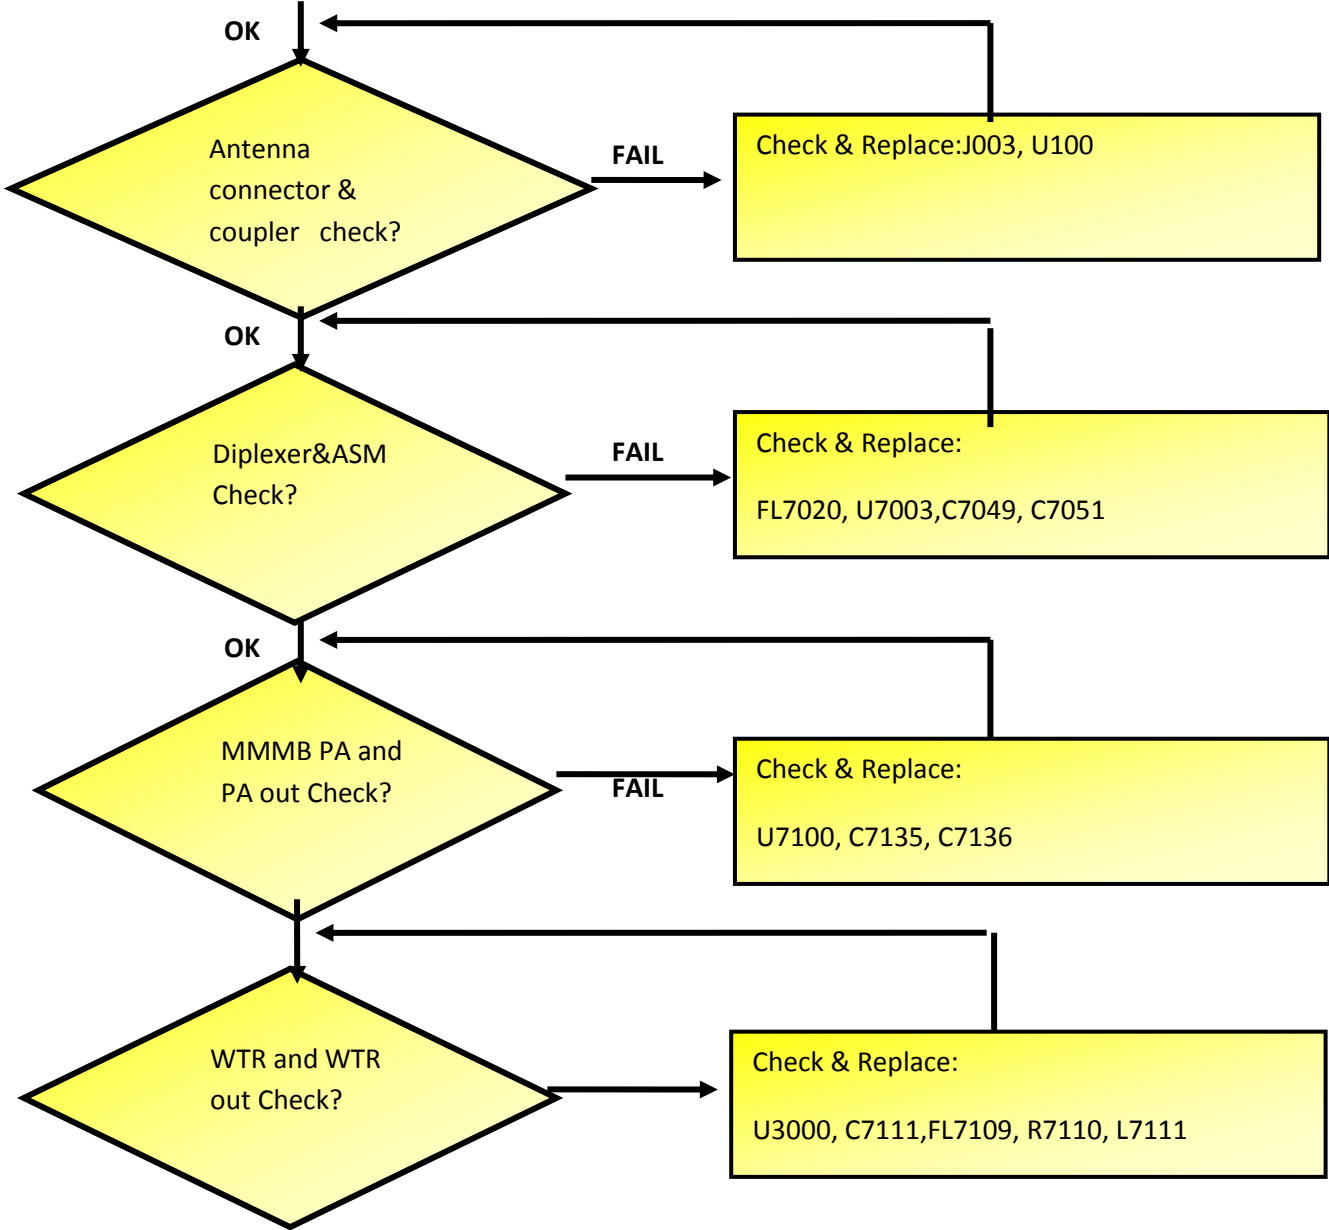 OK
Antenna
connector &
coupler check?
FAIL
Check & Replace:J003, U100
OK
Diplexer&ASM
Check?
FAIL
Check & Replace:
FL7020, U7003,C7049, C7051
OK
MMMB PA and
PA out Check?
FAIL
Check & Replace:
U7100, C7135, C7136
WTR and WTR
out Check?
Check & Replace:
U3000, C7111,FL7109, R7110, L7111